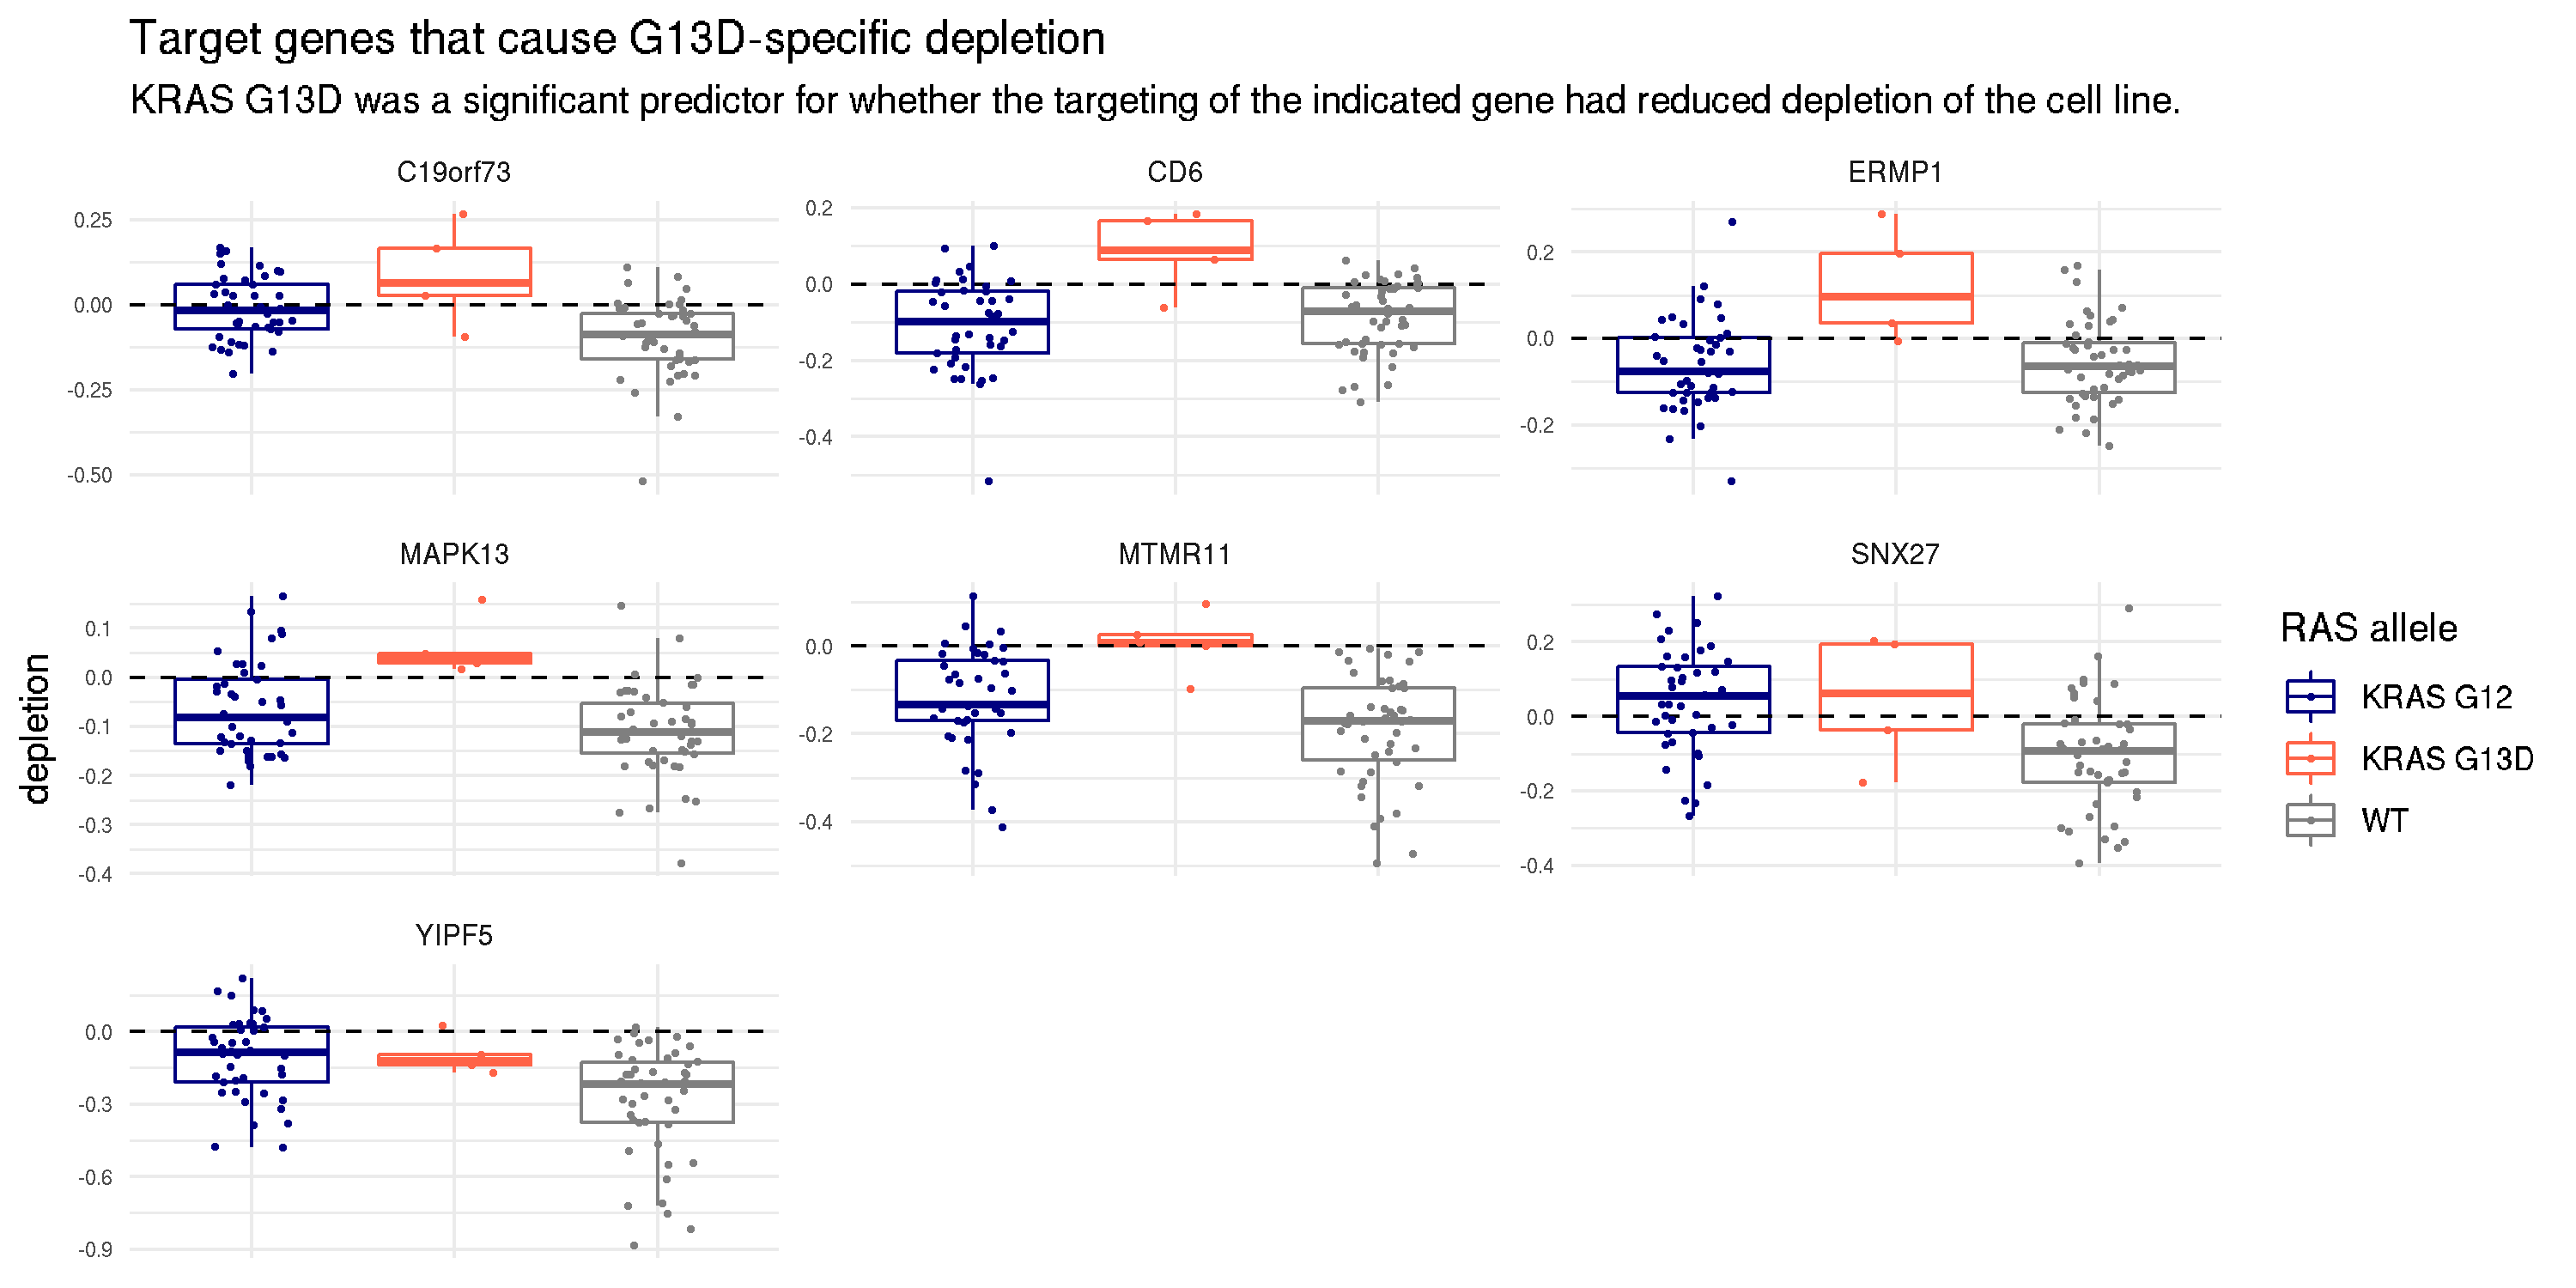 Target genes that cause G13D-specific depletion
KRAS G13D was a significant predictor for whether the targeting of the indicated gene had reduced depletion of the cell line.
C19orf73
0.25
0.00
-0.25
-0.50
CD6
0.2
0.0
-0.2
-0.4
ERMP1
0.2
0.0
-0.2
MAPK13
0.1
0.0
-0.1
-0.2
-0.3
-0.4
MTMR11
0.0
-0.2
-0.4
SNX27
0.2
0.0
-0.2
-0.4
YIPF5
0.0
-0.3
-0.6
-0.9
depletion
RAS allele
KRAS G12
KRAS G13D
WT